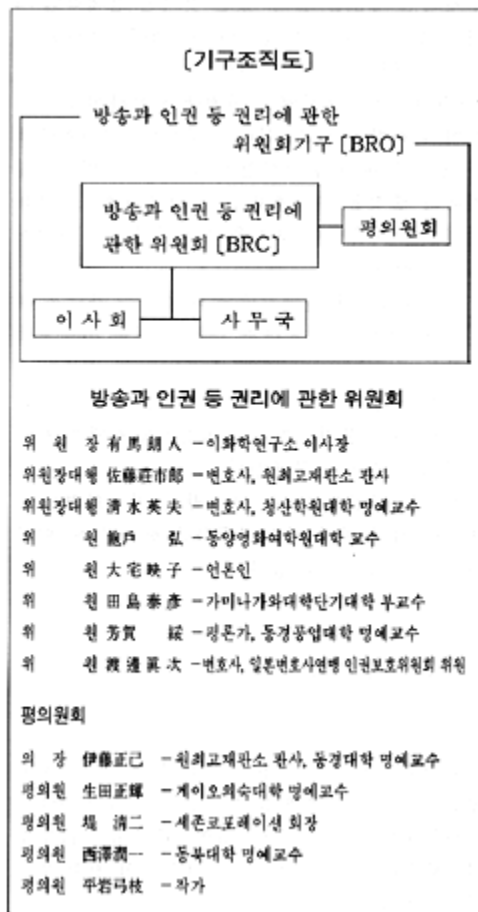 〔기구조직도〕
방송과 인권 등 권리에 관한
위원회기구〔BRO〕
방송과 인권 등 권리에
관한 위원회〔BRC〕
평의원회
이 사 회
사 무 국
방송과 인권 등 권리에 관한 위원회
위 원 장 有馬朗人 －이화학연구소 이사장
위원장대행 佐藤莊市郎 －변호사, 원최고재판소 판사
위원장대행 清水英夫 －변호사, 청산학원대학 명예교수
위 원 弘 －동양영화여학원대학 교수
위 원 大宅映子 －언론인
위 원 田島泰彦 －가미나가와대학단기대학 부교수
위 원 芳賀 綏 －평론가, 동경공업대학 명예교수
위 원 渡邊眞次 －변호사, 일본변호사연맹 인권보호위원회 위원
평의원회
의 장 伊藤正己 －원최고재판소 판사, 동경대학 명예교수
평의원 生田正輝 －게이오의숙대학 명예교수
평의원 堤 清二 －세존코포레이션 회장
평의원 西澤潤一 －동북대학 명예교수
평의원 平岩弓枝 －작가